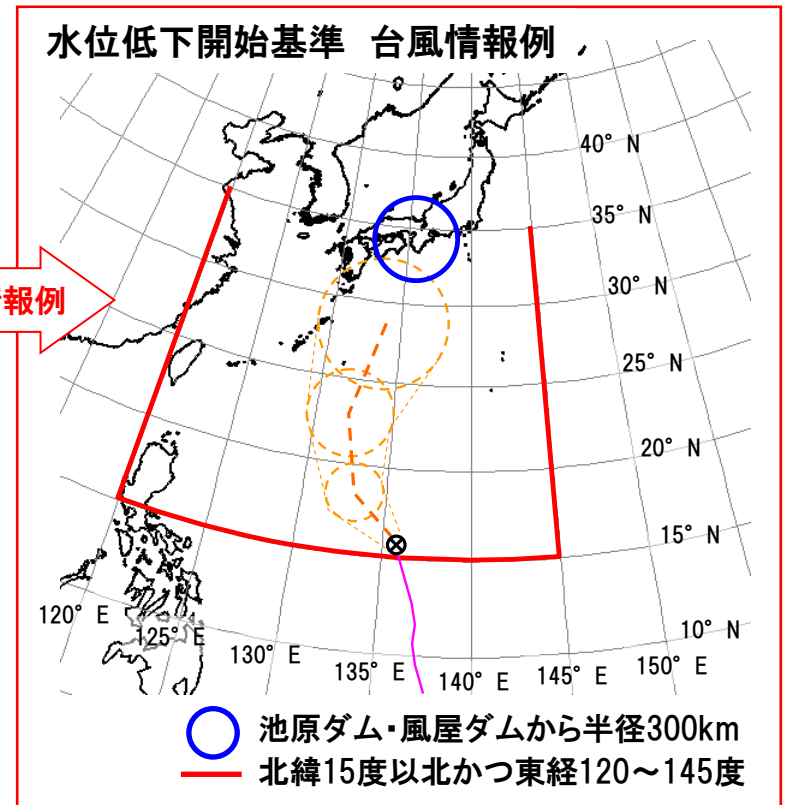 水位低下開始基準 台風情報例
40° N
35° N
報例
30° N
25° N
20° N
15° N
10° N
120° E
125° E
130° E
135° E
140° E
145° E
150° E
池原ダム・風屋ダムから半径300km
北緯15度以北かつ東経120～145度